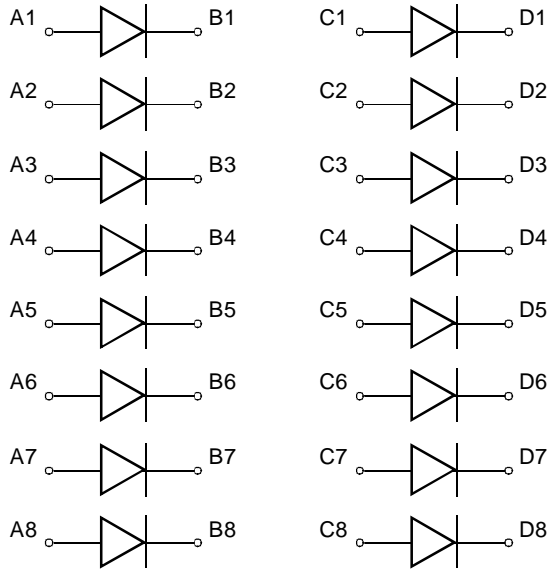 A1 B1 C1 D1
A2 B2 C2 D2
A3 B3 C3 D3
A4 B4 C4 D4
A5 B5 C5 D5
A6 B6 C6 D6
A7 B7 C7 D7
A8 B8 C8 D8